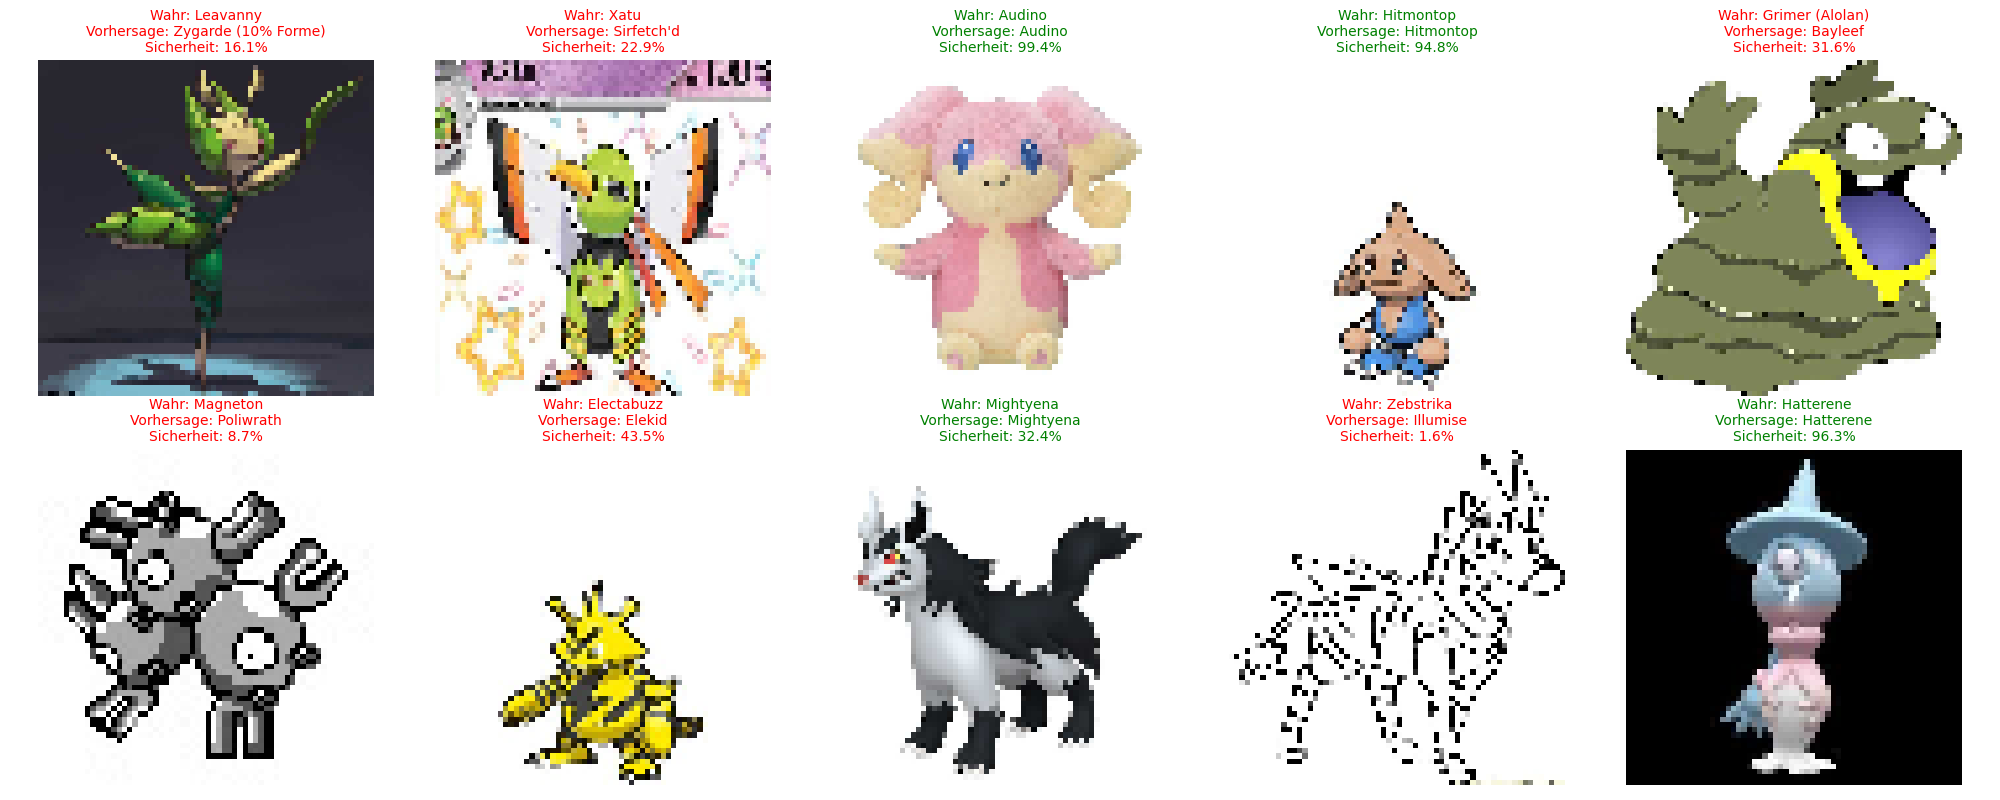 Wahr: Leavanny
Vorhersage: Zygarde (10% Forme)
Sicherheit: 16.1%
Wahr: Xatu
Vorhersage: Sirfetch'd
Sicherheit: 22.9%
Wahr: Audino
Vorhersage: Audino
Sicherheit: 99.4%
Wahr: Hitmontop
Vorhersage: Hitmontop
Sicherheit: 94.8%
Wahr: Grimer (Alolan)
Vorhersage: Bayleef
Sicherheit: 31.6%
Wahr: Magneton
Vorhersage: Poliwrath
Sicherheit: 8.7%
Wahr: Electabuzz
Vorhersage: Elekid
Sicherheit: 43.5%
Wahr: Mightyena
Vorhersage: Mightyena
Sicherheit: 32.4%
Wahr: Zebstrika
Vorhersage: Illumise
Sicherheit: 1.6%
Wahr: Hatterene
Vorhersage: Hatterene
Sicherheit: 96.3%